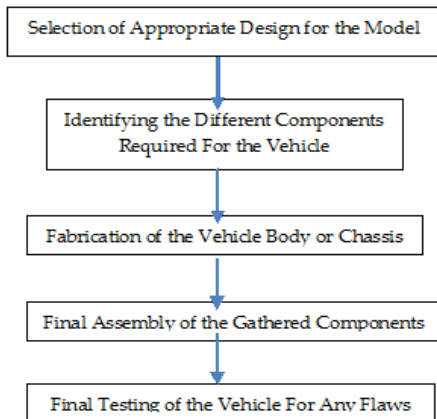 Selection of Appropriate Design for the Model
Identifying the Different Components
Required For the Vehicle
Fabrication of the Vehicle Body or Chassis
Final Assembly of the Gathered Components
Final Testing of the Vehicle For Any Flaws